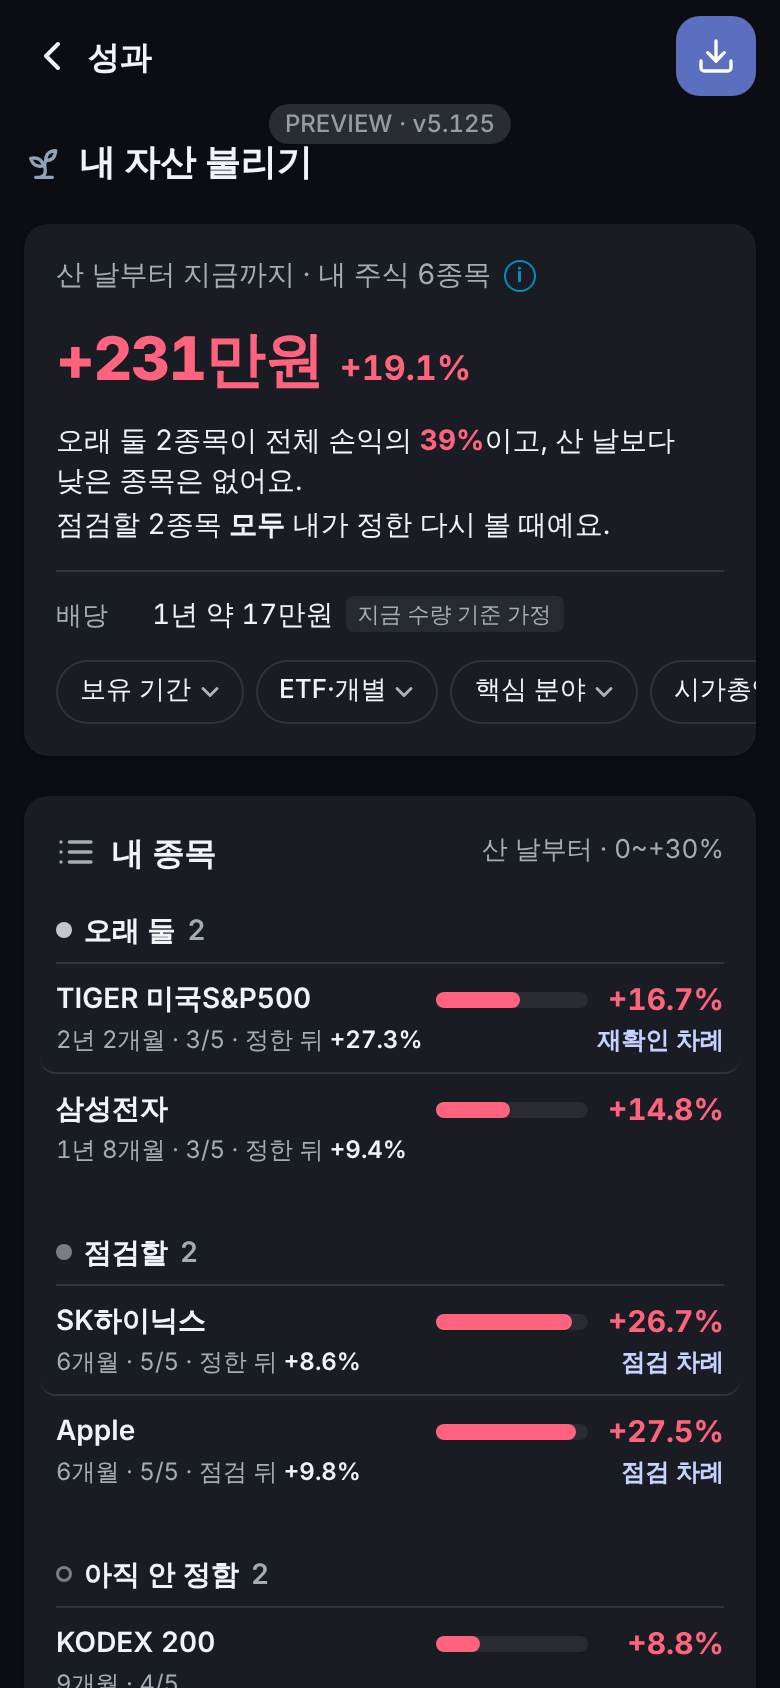 성과
PREVIEW · v5.125
내 자산 불리기
산 날부터 지금까지 · 내 주식 6종목 i
+231만원 +19.1%
오래 둘 2종목이 전체 손익의 39%이고, 산 날보다
낮은 종목은 없어요.
점검할 2종목 모두 내가 정한 다시 볼 때예요.
배당 1년 약 17만원 지금 수량 기준 가정
보유 기간 ETF·개별 핵심 분야 시가총
내 종목 산 날부터 · 0~+30%
오래 둘 2
TIGER 미국S&P500 +16.7%
2년 2개월 · 3/5 · 정한 뒤 +27.3% 재확인 차례
삼성전자 +14.8%
1년 8개월 · 3/5 · 정한 뒤 +9.4%
점검할 2
SK하이닉스 +26.7%
6개월 · 5/5 · 정한 뒤 +8.6% 점검 차례
Apple +27.5%
6개월 · 5/5 · 점검 뒤 +9.8% 점검 차례
아직 안 정함 2
KODEX 200 +8.8%
9개월 · 4/5